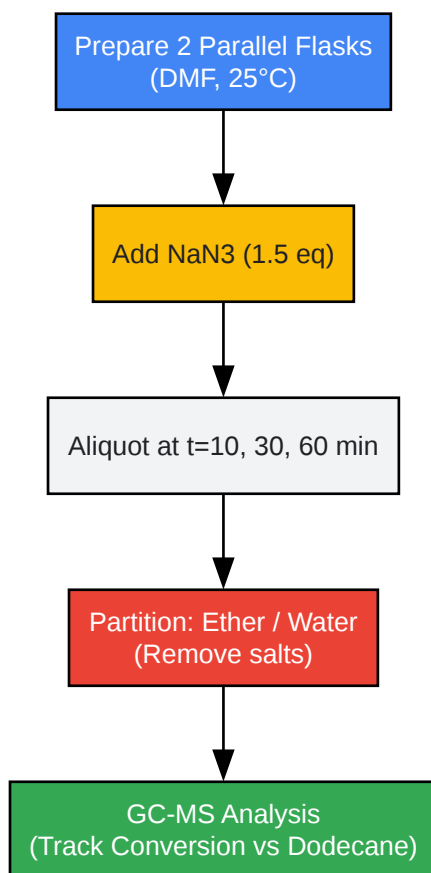 Prepare 2 Parallel Flasks
(DMF, 25°C)
Add NaN3 (1.5 eq)
Aliquot at t=10, 30, 60 min
Partition: Ether / Water
(Remove salts)
GC-MS Analysis
(Track Conversion vs Dodecane)